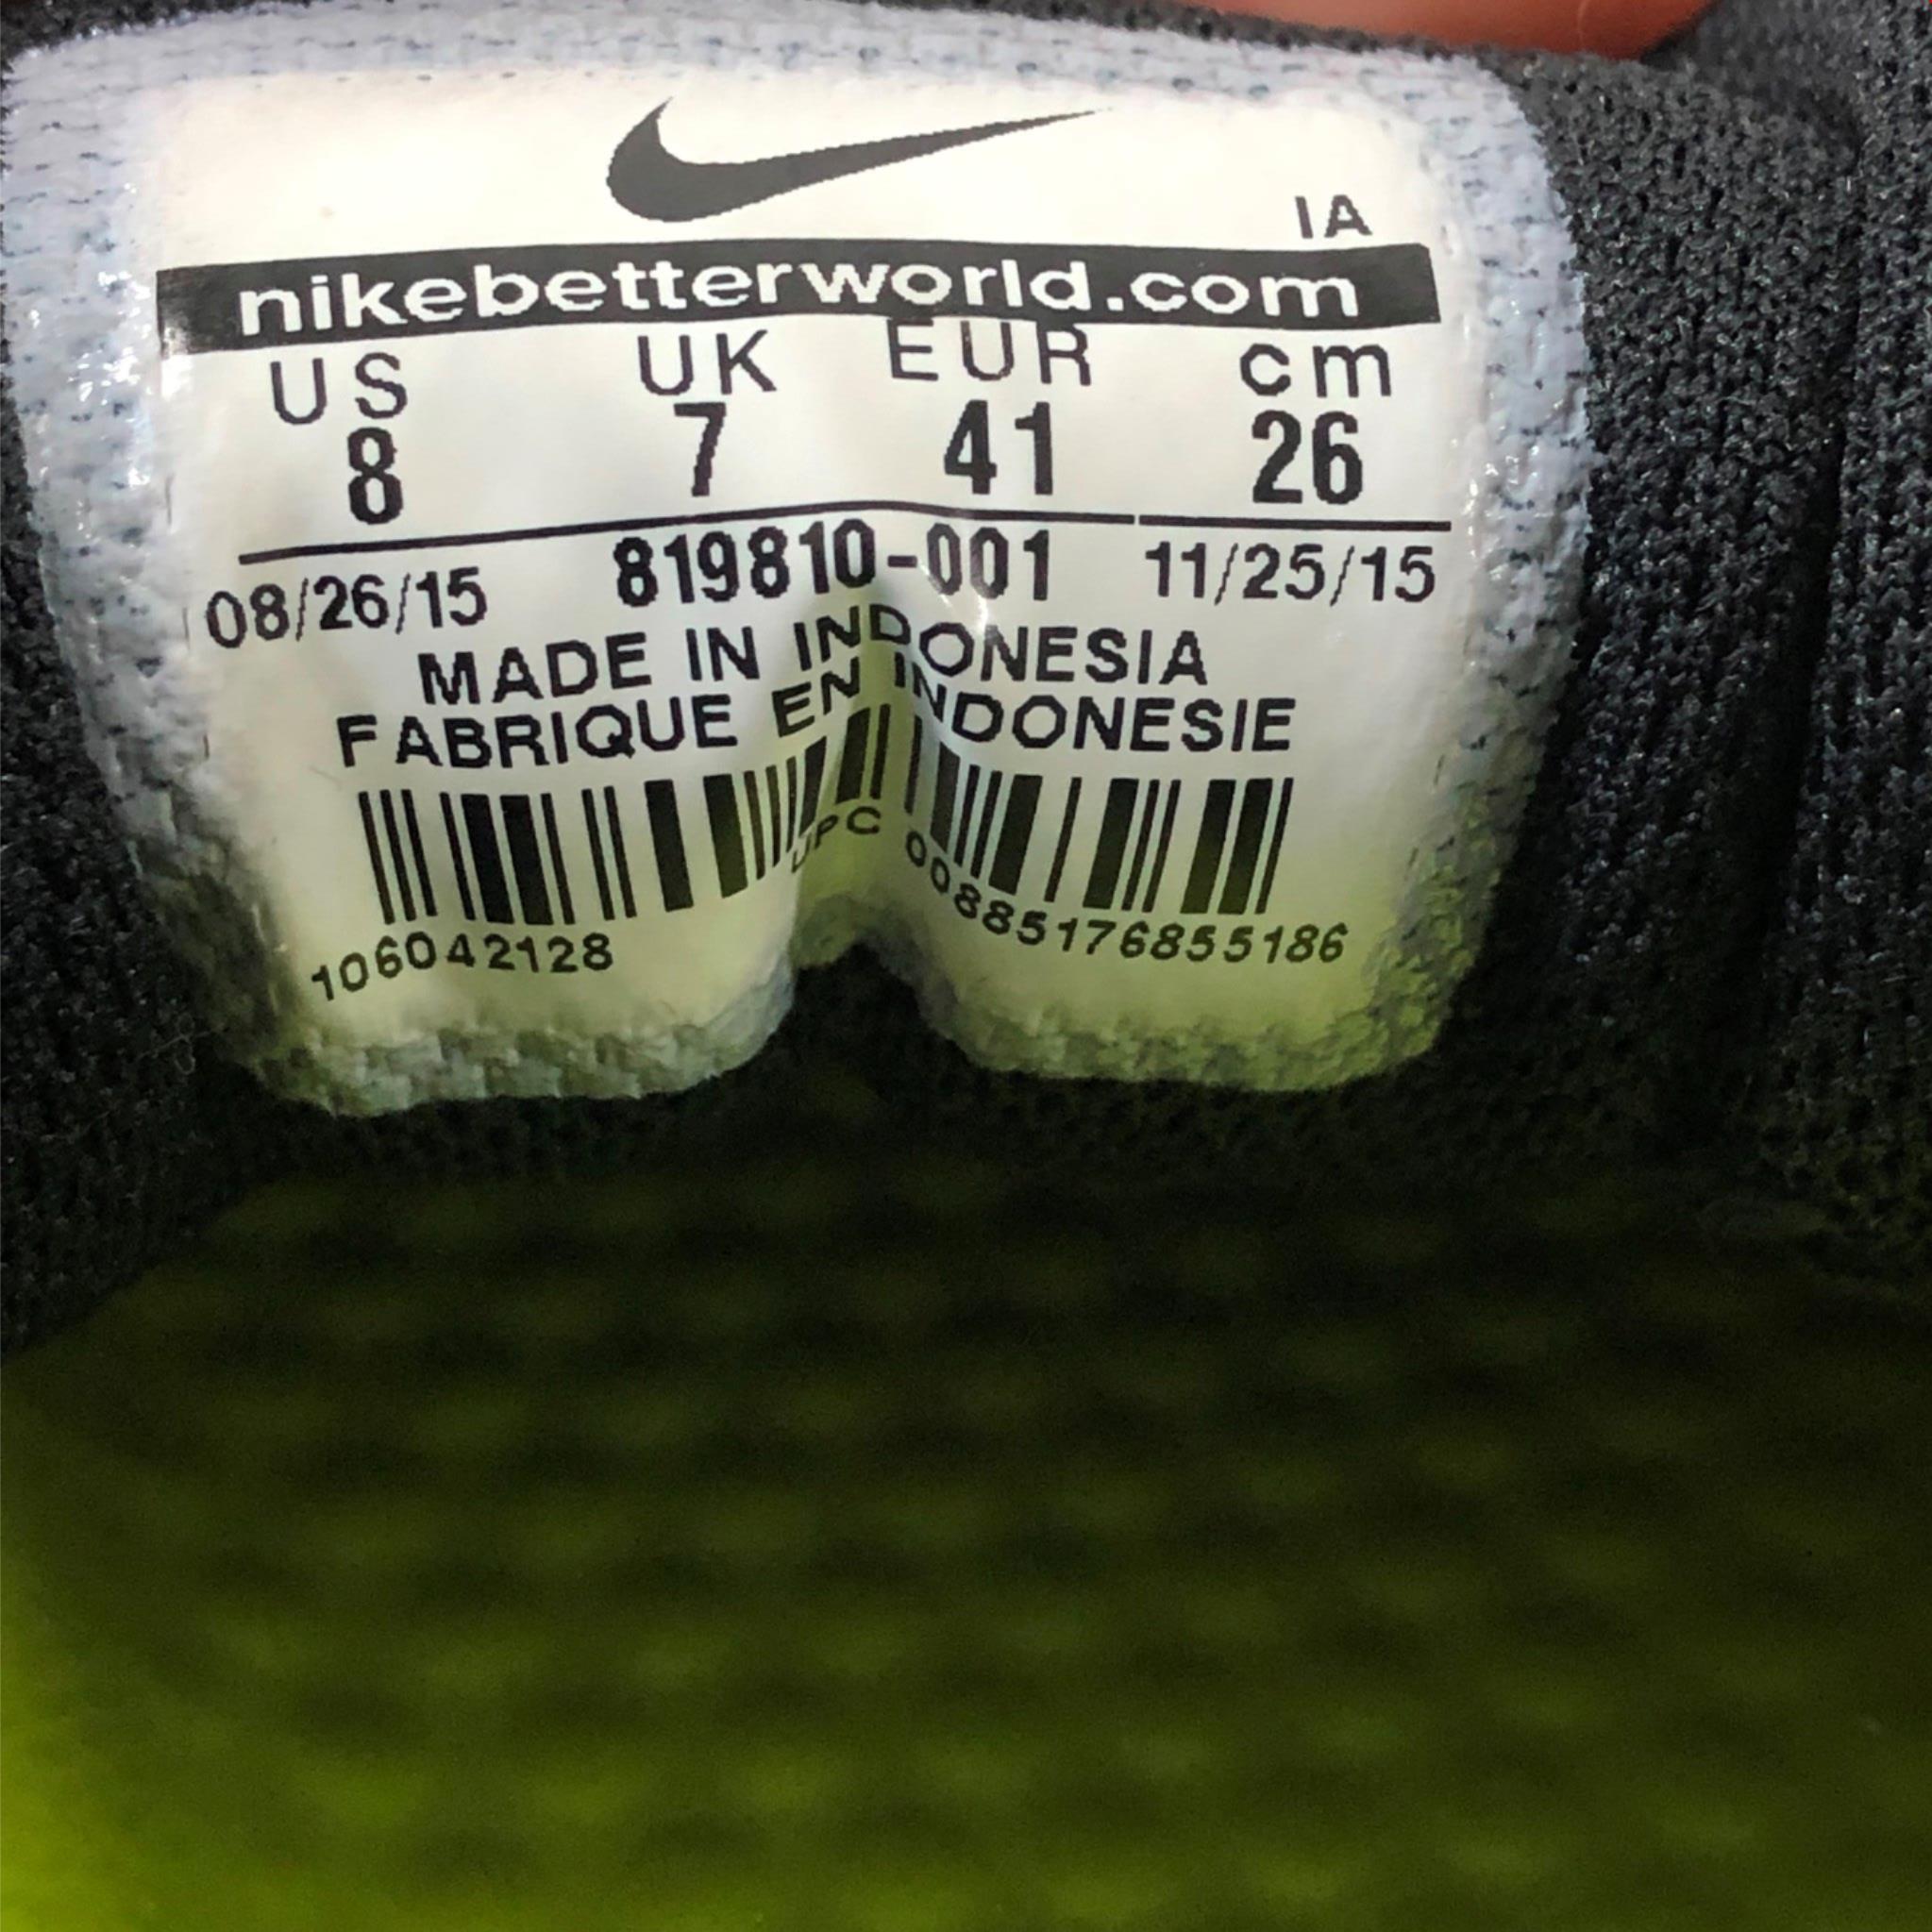 IA
nikebetterworld.com
US UK EUR cm
8 7 41 26
08/26/15 819810-001 11/25/15
MADE IN INDONESIA
FABRIQUE EN INDONESIE
106042128 UPC 00885176855186